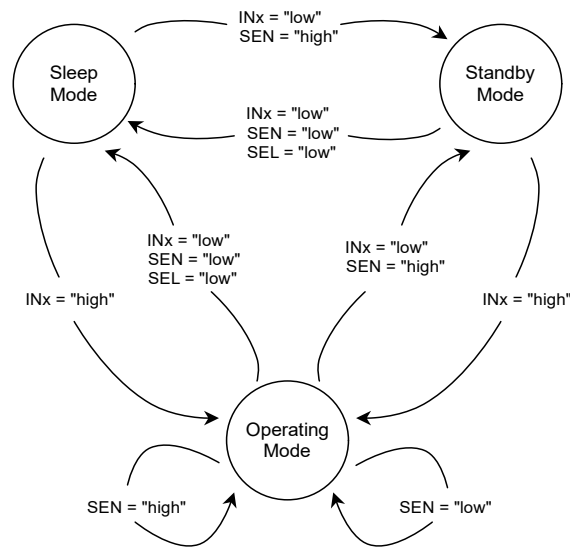 INx = "low"
SEN = "high"
Sleep
Mode
Standby
Mode
INx = "low"
SEN = "low"
SEL = "low"
INx = "low"
SEN = "low"
SEL = "low"
INx = "low"
SEN = "high"
INx = "high"
INx = "high"
Operating
Mode
SEN = "high"
SEN = "low"